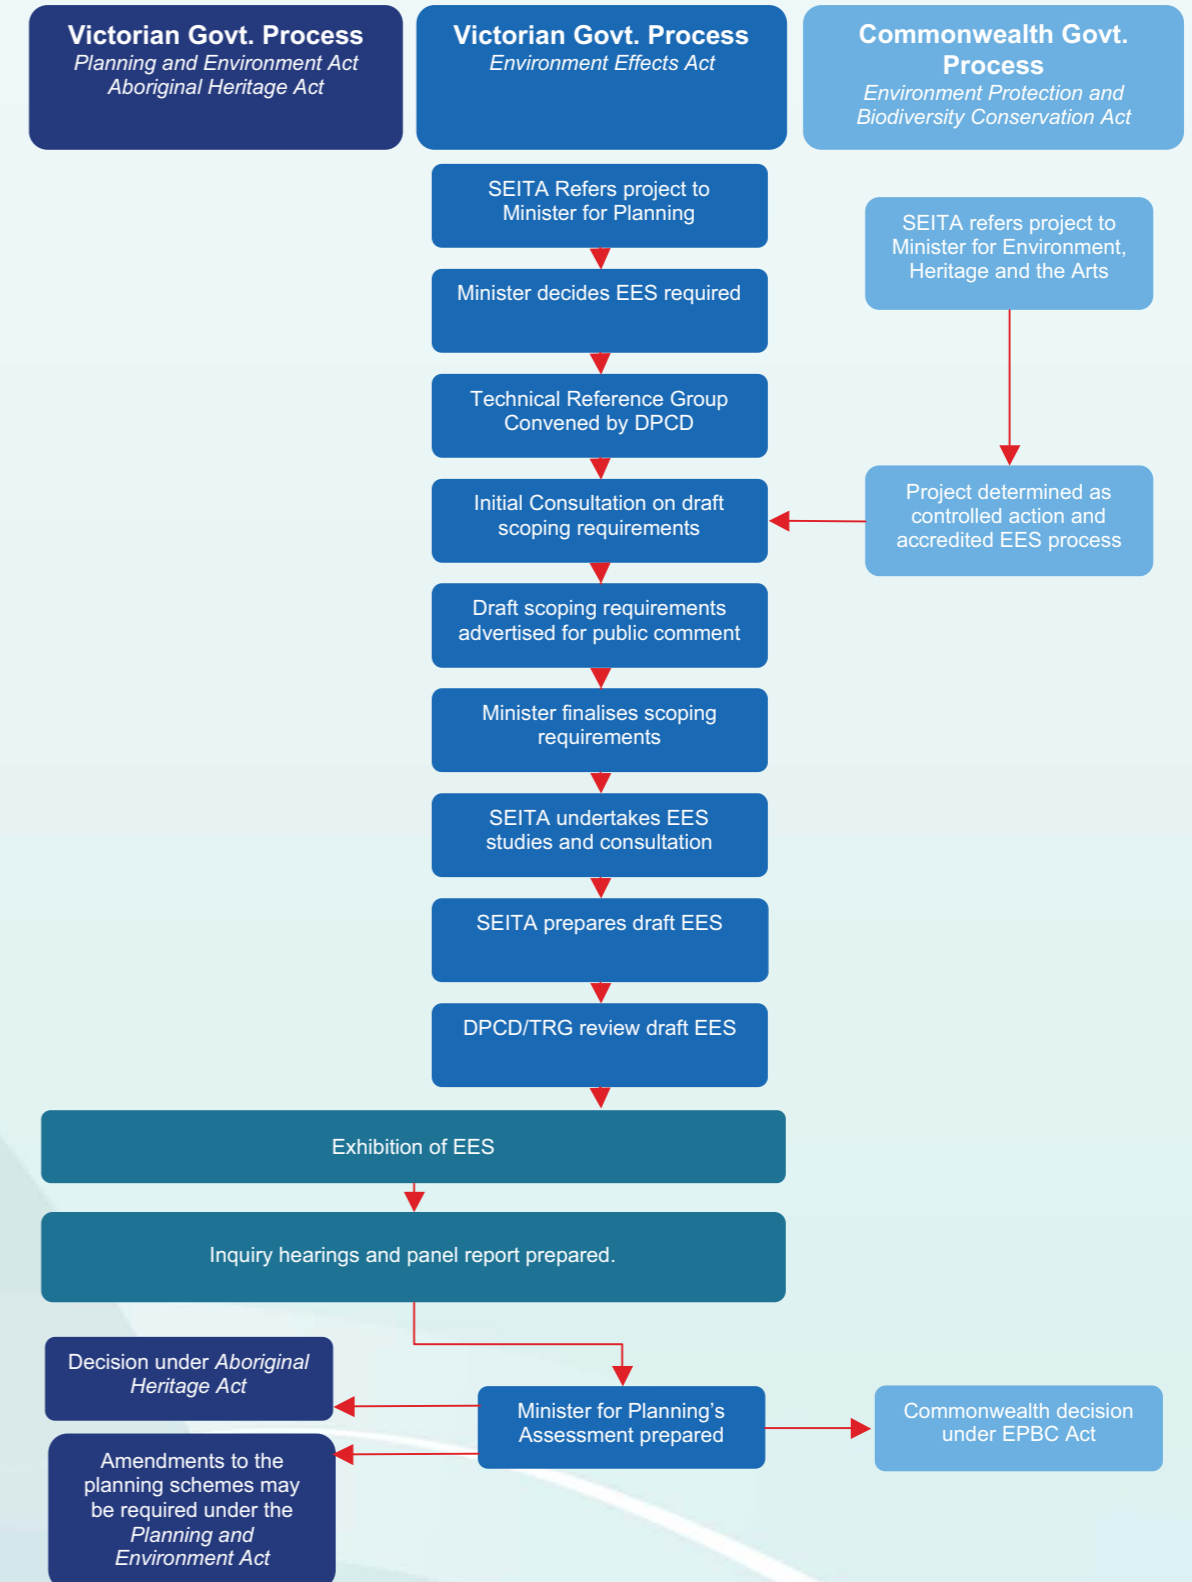 Victorian Govt. Process
Planning and Environment Act
Aboriginal Heritage Act
Victorian Govt. Process
Environment Effects Act
Commonwealth Govt.
Process
Environment Protection and
Biodiversity Conservation Act
SEITA Refers project to
Minister for Planning
SEITA refers project to
Minister for Environment,
Heritage and the Arts
Minister decides EES required
Technical Reference Group
Convened by DPCD
Initial Consultation on draft
scoping requirements
Project determined as
controlled action and
accredited EES process
Draft scoping requirements
advertised for public comment
Minister finalises scoping
requirements
SEITA undertakes EES
studies and consultation
SEITA prepares draft EES
DPCD/TRG review draft EES
Exhibition of EES
Inquiry hearings and panel report prepared.
Decision under Aboriginal
Heritage Act
Minister for Planning’s
Assessment prepared
Commonwealth decision
under EPBC Act
Amendments to the
planning schemes may
be required under the
Planning and
Environment Act